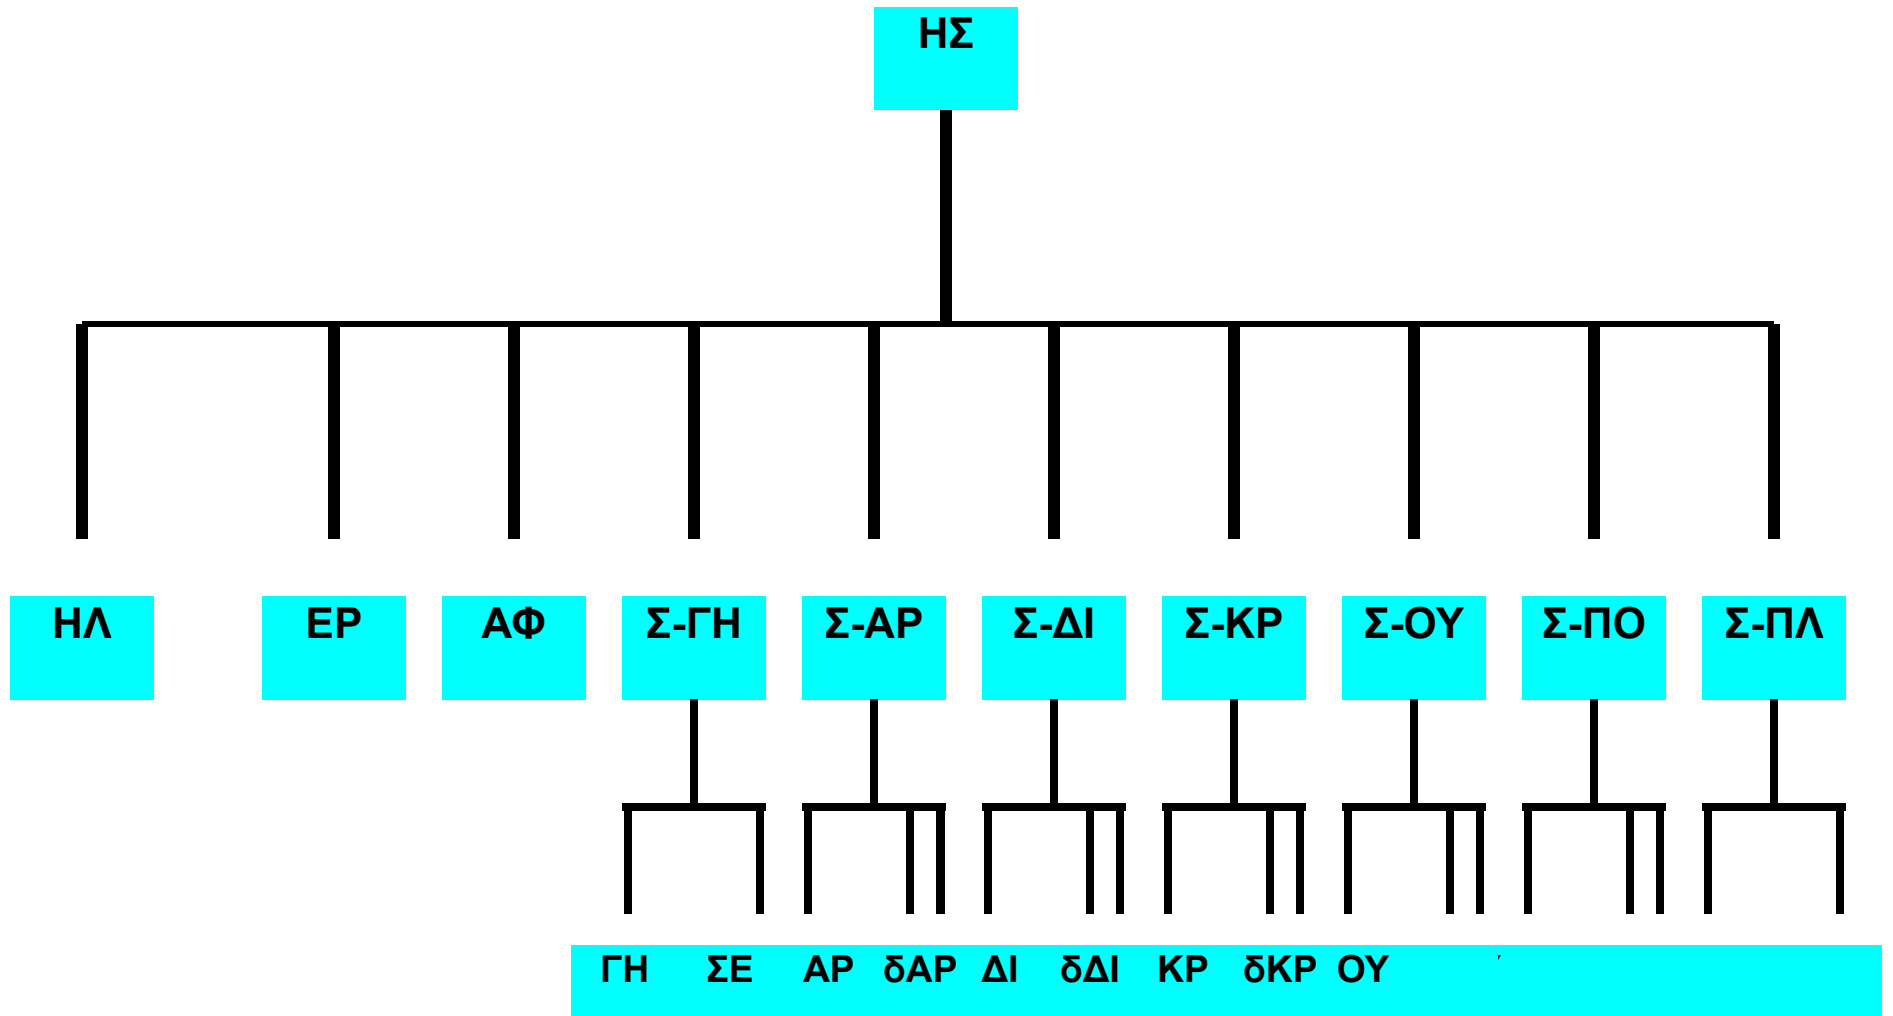 ΗΣ
ΗΛ ΕΡ ΑΦ Σ-ΓΗ Σ-ΑΡ Σ-ΔΙ Σ-ΚΡ Σ-ΟΥ Σ-ΠΟ Σ-ΠΛ
ΓΗ ΣΕ ΑΡ δΑΡ ΔΙ δΔΙ ΚΡ δΚΡ ΟΥ